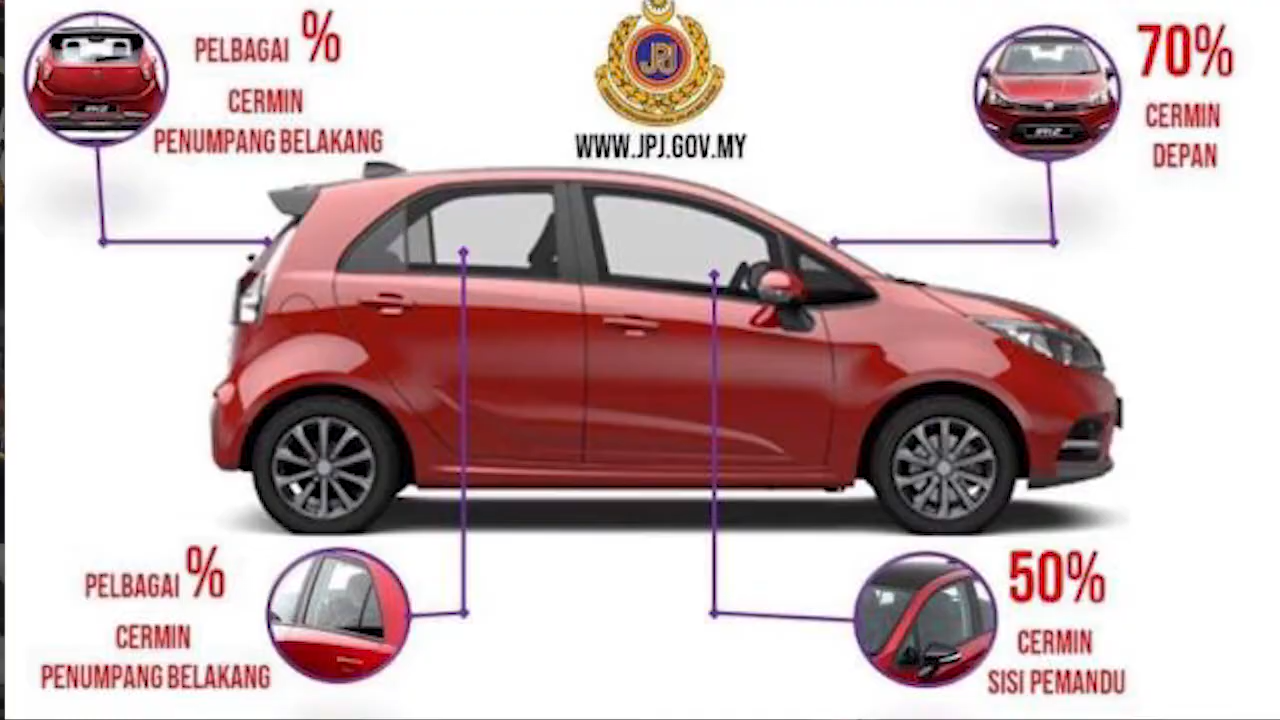 PELBAGAI %
CERMIN
PENUMPANG BELAKANG
JPJ
WWW.JPJ.GOV.MY
70%
CERMIN
DEPAN
PELBAGAI %
CERMIN
PENUMPANG BELAKANG
50%
CERMIN
SISI PEMANDU